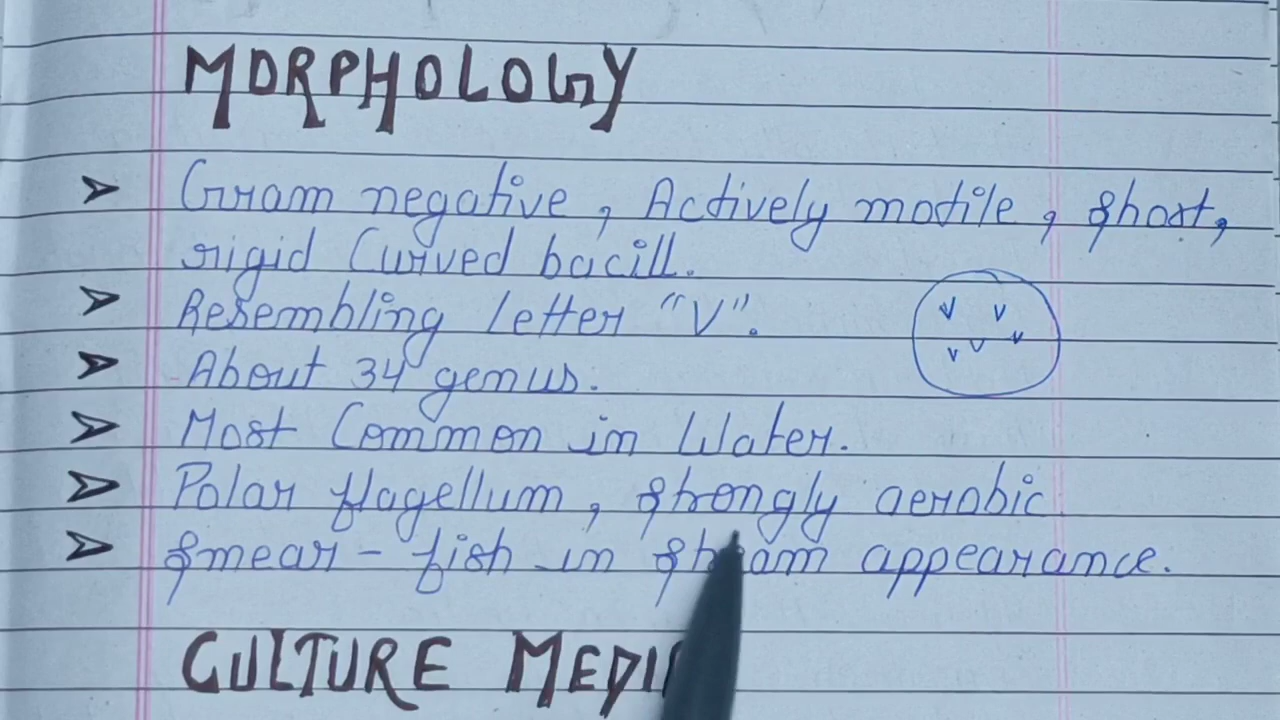 MORPHOLOGY
➤ Gram negative, Actively motile, short,
rigid Curved bacill.
➤ Resembling letter "V".
➤ About 34 genus.
➤ Most Common in Water.
➤ Polar flagellum, strongly aerobic
➤ smear - fish in stream appearance.
V V
V V V
CULTURE